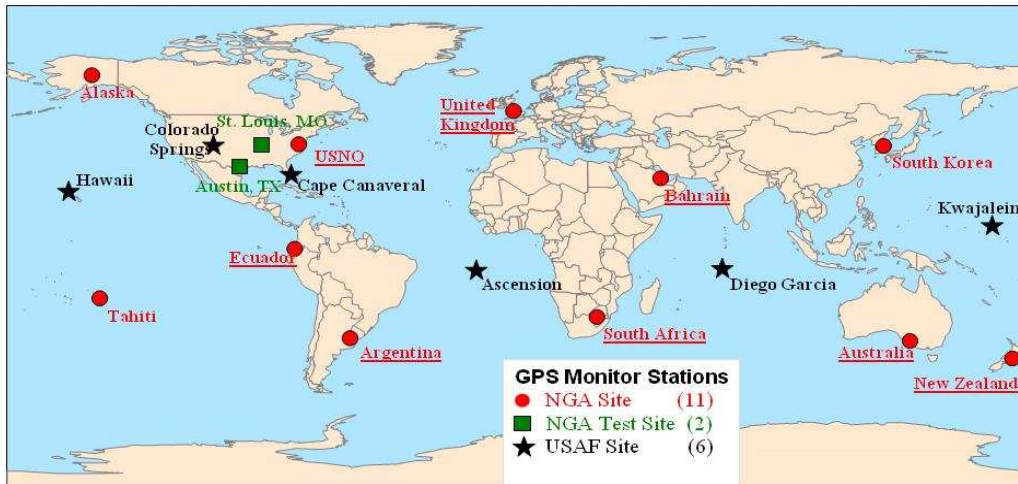 Alaska
St. Louis, MO
Colorado
Springs
USNO
Austin, TX
Hawaii
Cape Canaveral
United
Kingdom
South Korea
Bahrain
Kwajalein
Ecuador
Ascension
Diego Garcia
Tahiti
Argentina
South Africa
Australia
New Zealand
GPS Monitor Stations
NGA Site (11)
NGA Test Site (2)
USAF Site (6)